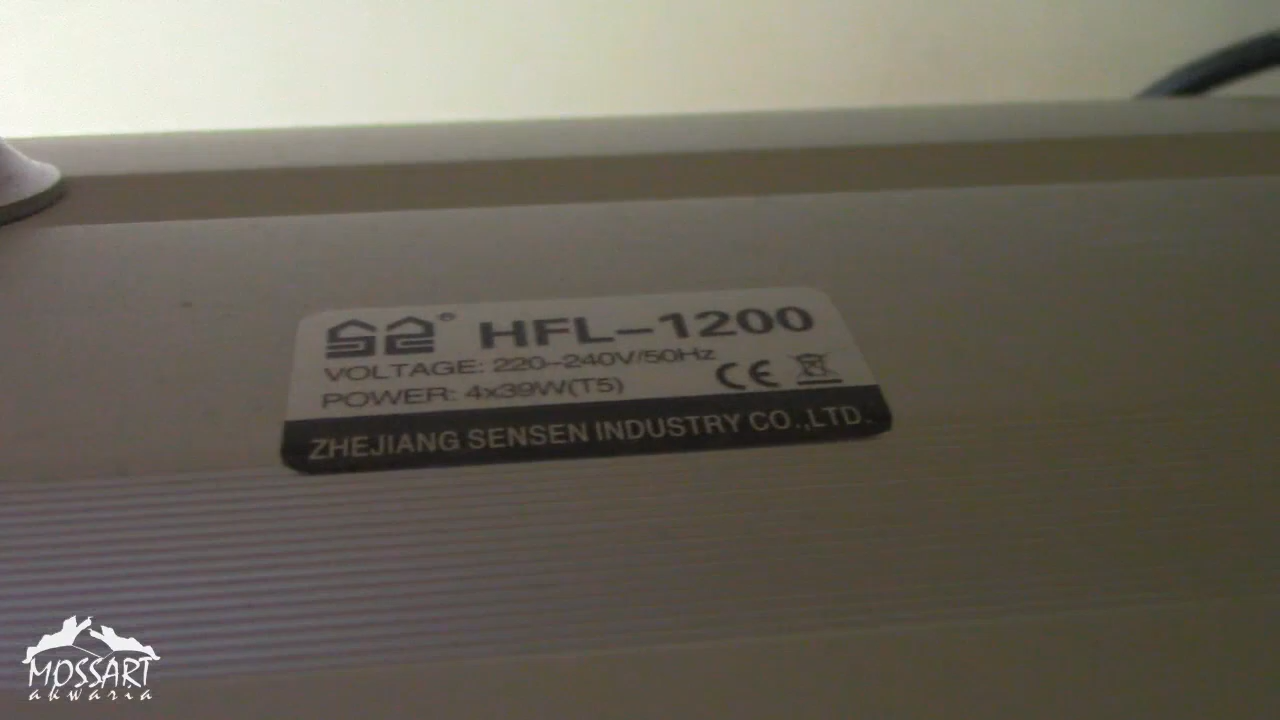 ® HFL-1200
VOLTAGE: 220-240V/50Hz
POWER: 4x39W(T5)
CE
ZHEJIANG SENSEN INDUSTRY CO.,LTD.
MOSSART
akwaria